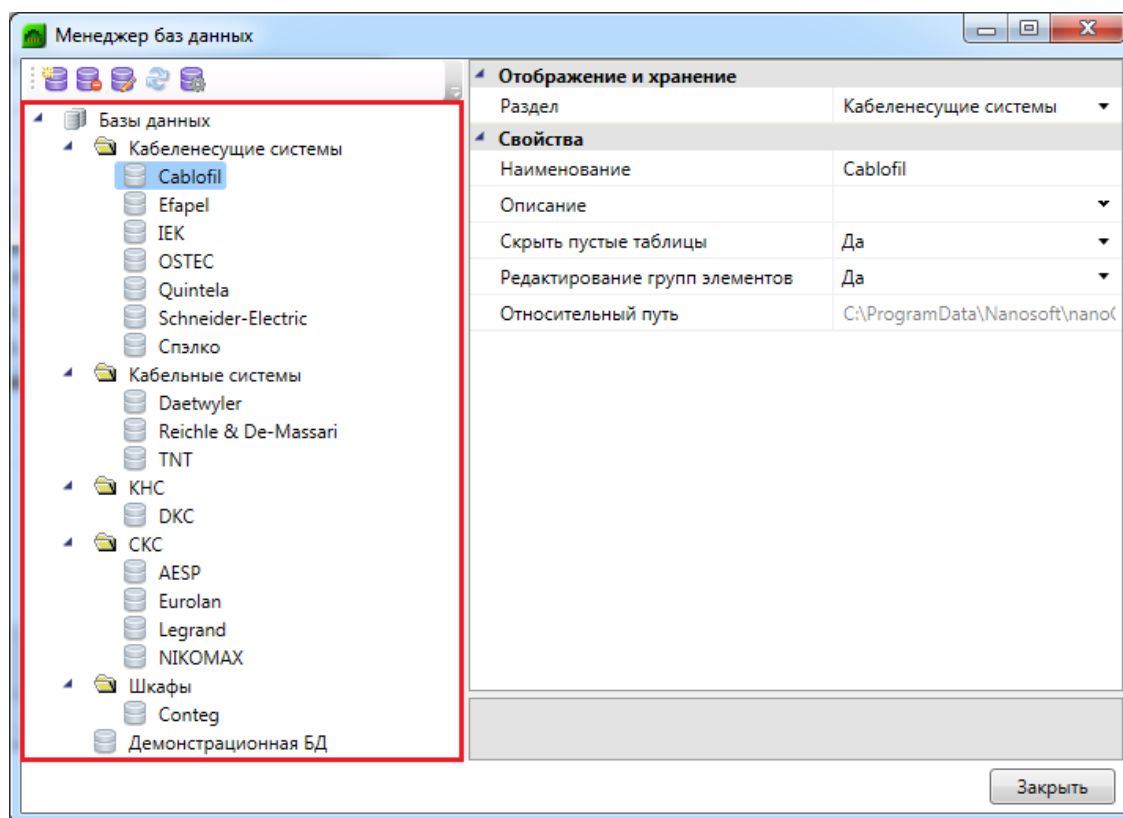 Менеджер баз данных
Базы данных
Кабеленесущие системы
Cablofil
Efapel
IEK
OSTEC
Quintela
Schneider-Electric
Спэлко
Кабельные системы
Daetwyler
Reichle & De-Massari
TNT
КНС
DKC
СКС
AESP
Eurolan
Legrand
NIKOMAX
Шкафы
Conteg
Демонстрационная БД
Отображение и хранение
Раздел Кабеленесущие системы
Свойства
Наименование Cablofil
Описание
Скрыть пустые таблицы Да
Редактирование групп элементов Да
Относительный путь C:\ProgramData\Nanosoft\nano
Закрыть